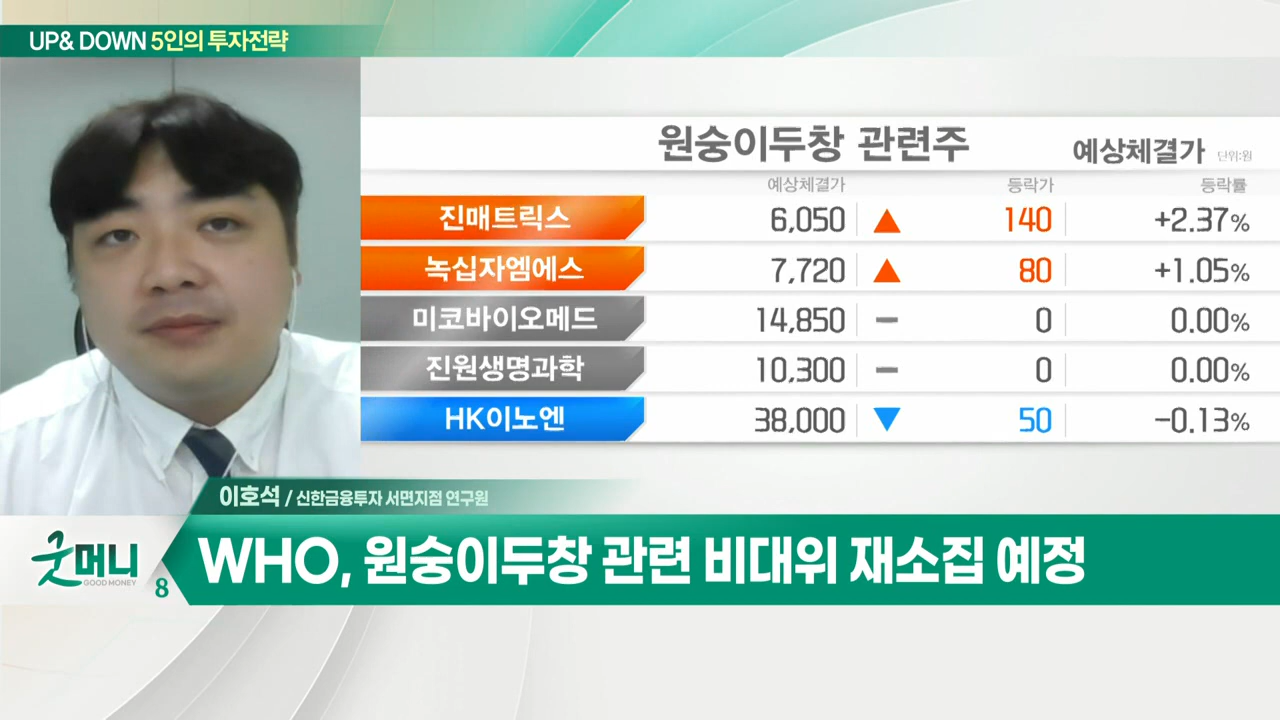 UP& DOWN 5인의 투자전략
원숭이두창 관련주 예상체결가 단위:원
예상체결가 등락가 등락률
진매트릭스 6,050 ▲ 140 +2.37%
녹십자엠에스 7,720 ▲ 80 +1.05%
미코바이오메드 14,850 － 0 0.00%
진원생명과학 10,300 － 0 0.00%
HK이노엔 38,000 ▼ 50 -0.13%
이호석 / 신한금융투자 서면지점 연구원
굿머니
GOOD MONEY
8
WHO, 원숭이두창 관련 비대위 재소집 예정